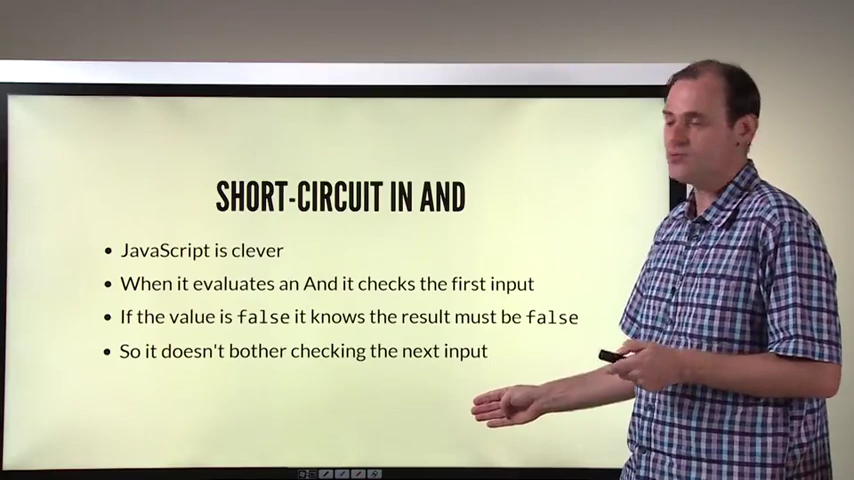 SHORT-CIRCUIT IN AND
• JavaScript is clever
• When it evaluates an And it checks the first input
• If the value is false it knows the result must be false
• So it doesn't bother checking the next input